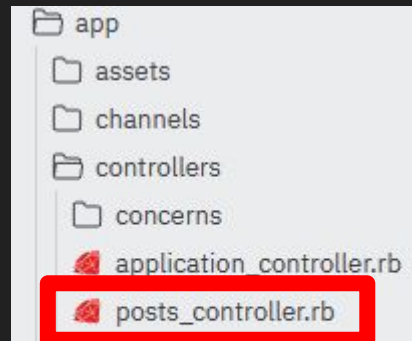 app
assets
channels
controllers
concerns
application_controller.rb
posts_controller.rb